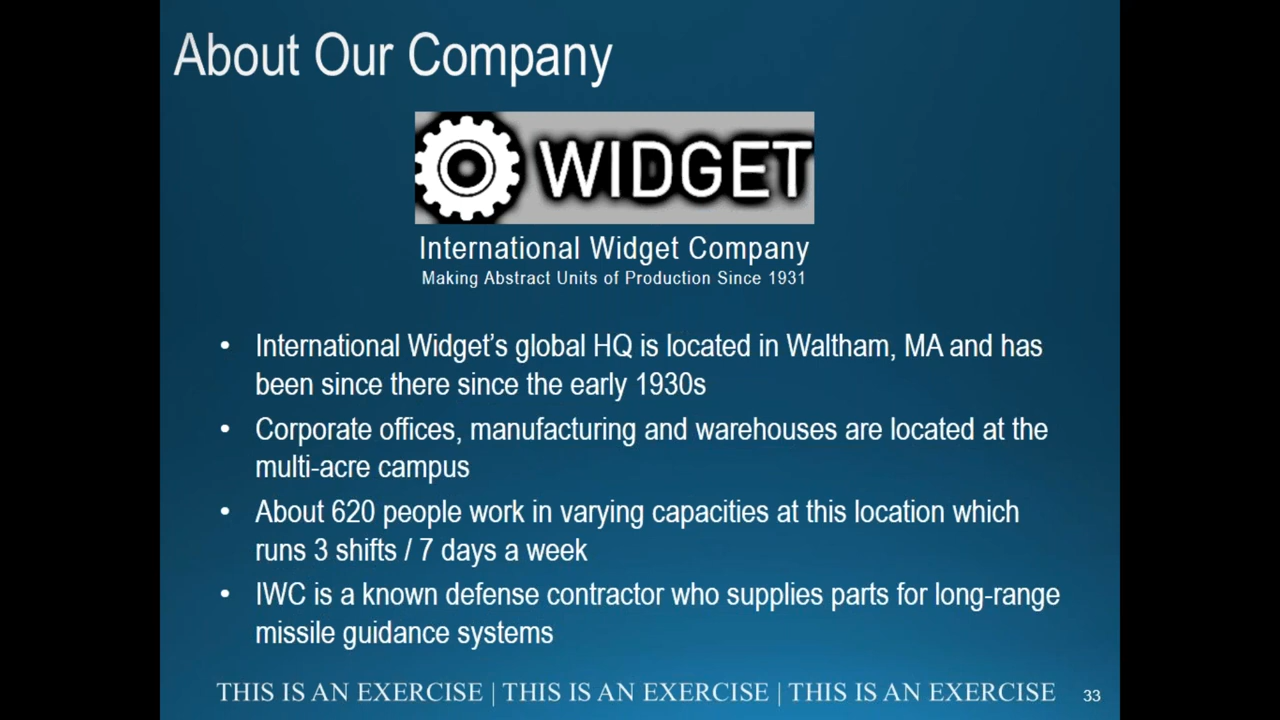 About Our Company
WIDGET
International Widget Company
Making Abstract Units of Production Since 1931
• International Widget’s global HQ is located in Waltham, MA and has
been since there since the early 1930s
• Corporate offices, manufacturing and warehouses are located at the
multi-acre campus
• About 620 people work in varying capacities at this location which
runs 3 shifts / 7 days a week
• IWC is a known defense contractor who supplies parts for long-range
missile guidance systems
THIS IS AN EXERCISE | THIS IS AN EXERCISE | THIS IS AN EXERCISE 33